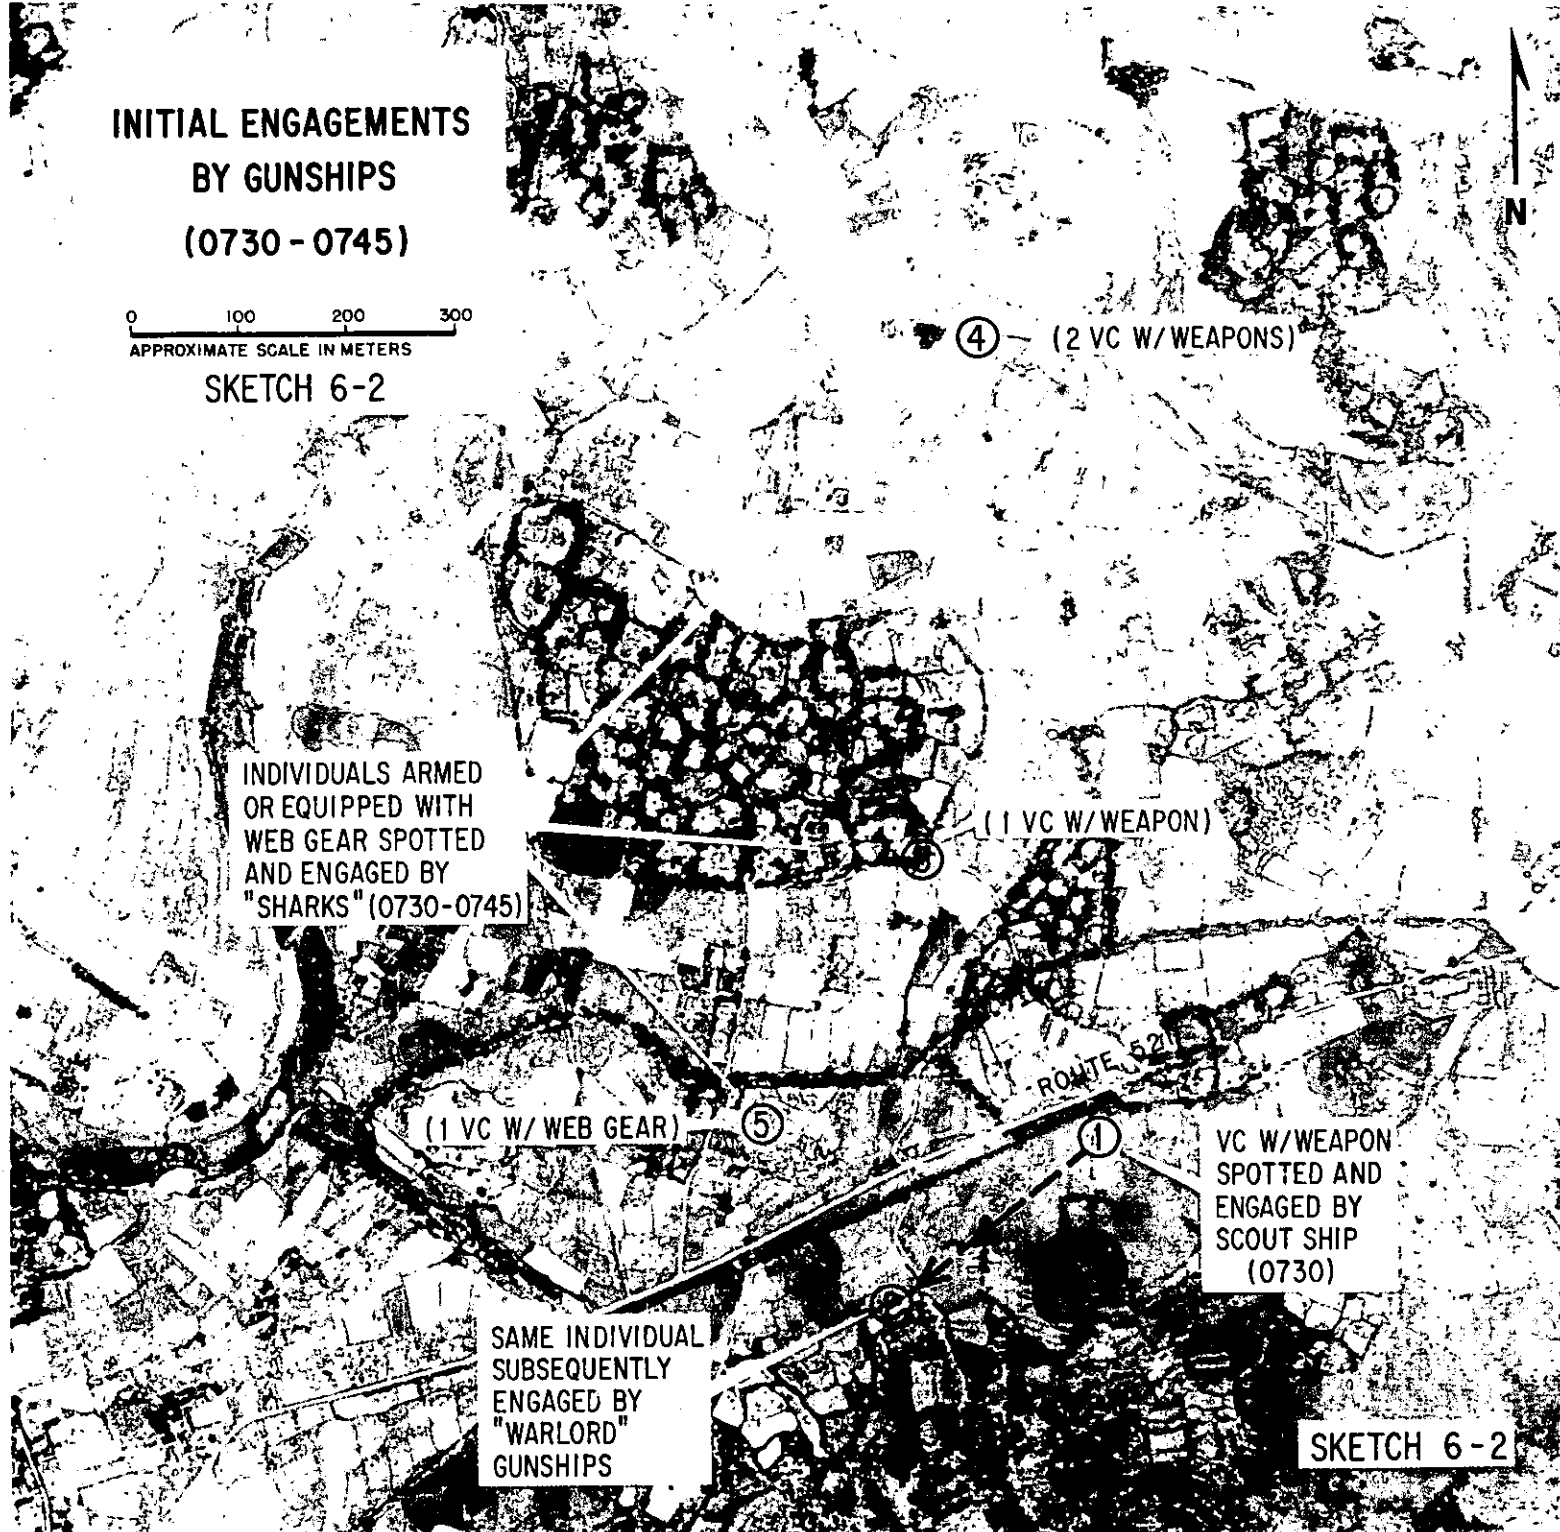 INITIAL ENGAGEMENTS
BY GUNSHIPS
(0730-0745)
0 100 200 300
APPROXIMATE SCALE IN METERS
SKETCH 6-2
N
4 (2 VC W/WEAPONS)
INDIVIDUALS ARMED
OR EQUIPPED WITH
WEB GEAR SPOTTED
AND ENGAGED BY
"SHARKS" (0730-0745)
(1 VC W/WEAPON)
3
ROUTE 521
(1 VC W/ WEB GEAR) 5
1
VC W/WEAPON
SPOTTED AND
ENGAGED BY
SCOUT SHIP
(0730)
SAME INDIVIDUAL
SUBSEQUENTLY
ENGAGED BY
"WARLORD"
GUNSHIPS
SKETCH 6-2